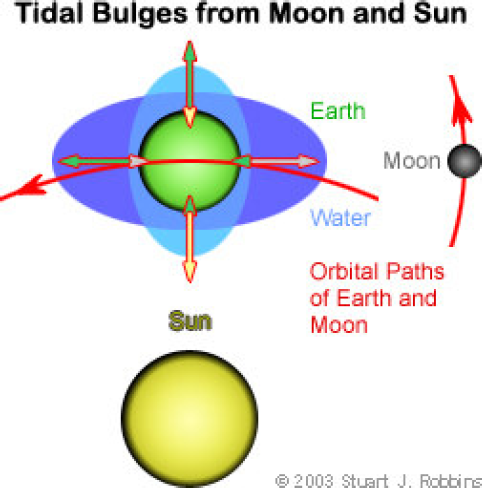 Tidal Bulges from Moon and Sun
Earth
Moon
Water
Orbital Paths
of Earth and
Moon
Sun
© 2003 Stuart J. Robbins